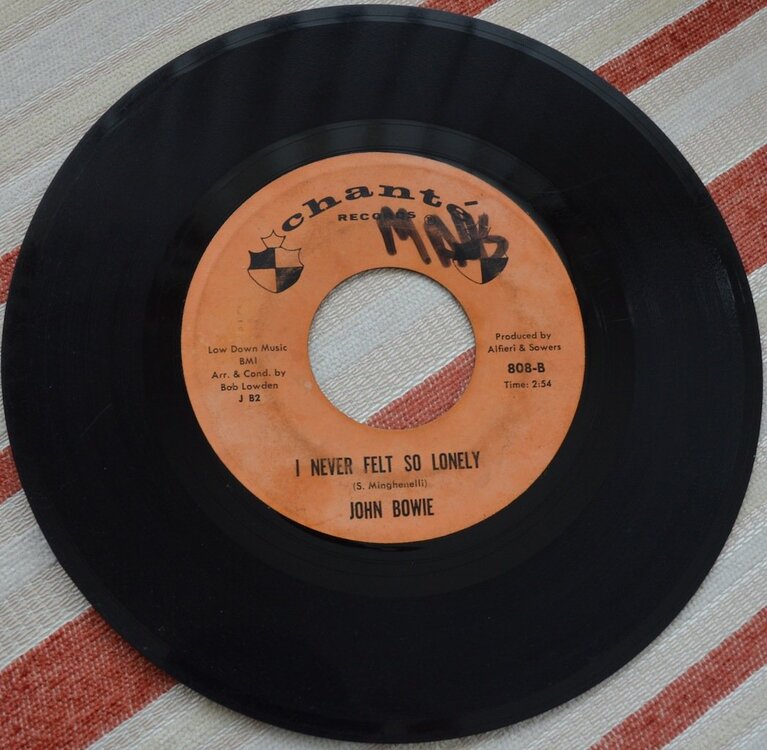 chanté
RECORDS
Low Down Music
BMI
Arr. & Cond. by
Bob Lowden
J B2
Produced by
Alfieri & Sowers
808-B
Time: 2:54
I NEVER FELT SO LONELY
(S. Minghenelli)
JOHN BOWIE